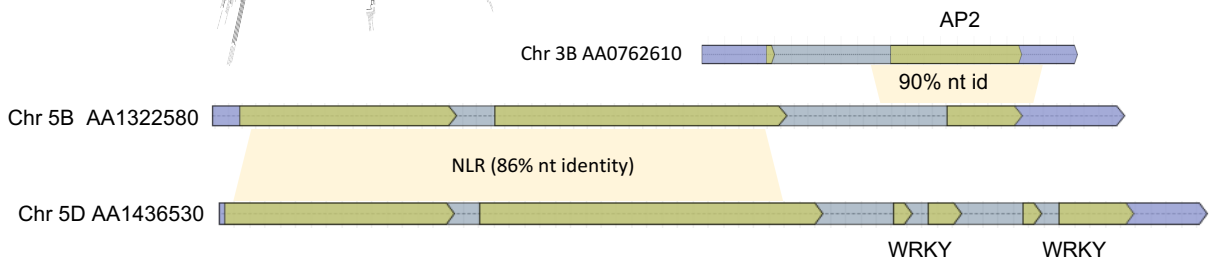 AP2
Chr 3B AA0762610
90% nt id
Chr 5B AA1322580
NLR (86% nt identity)
Chr 5D AA1436530
WRKY WRKY